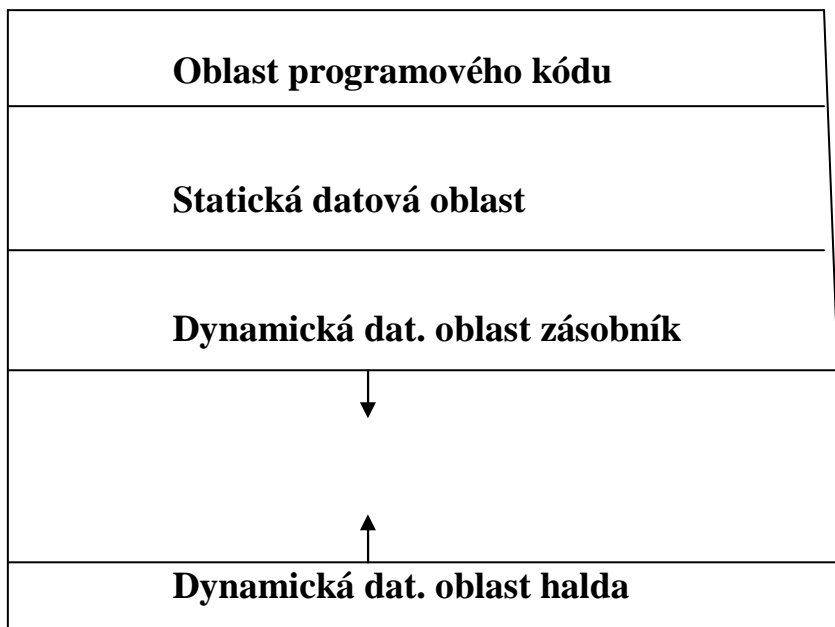 Oblast programového kódu
Statická datová oblast
Dynamická dat. oblast zásobník
Dynamická dat. oblast halda